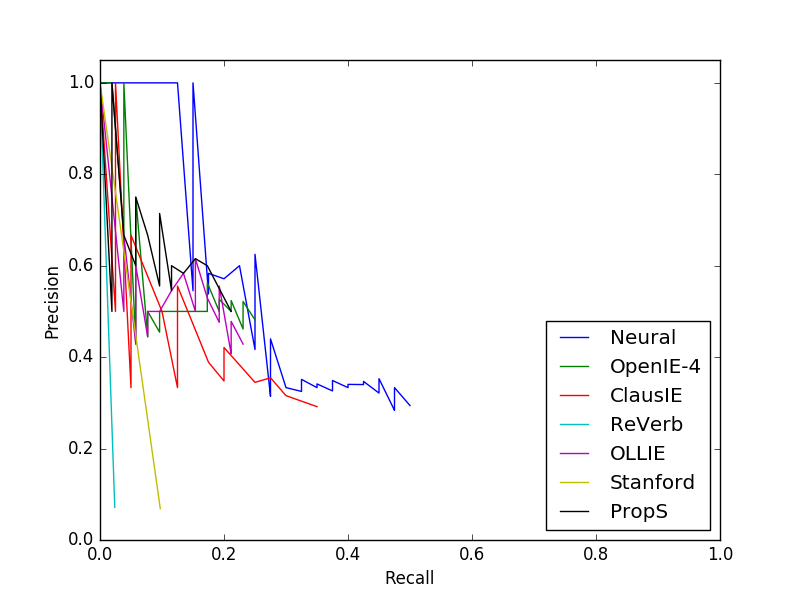 Precision
1.0
0.8
0.6
0.4
0.2
0.0
0.0 0.2 0.4 0.6 0.8 1.0
Recall
Neural
OpenIE-4
ClausIE
ReVerb
OLLIE
Stanford
PropS